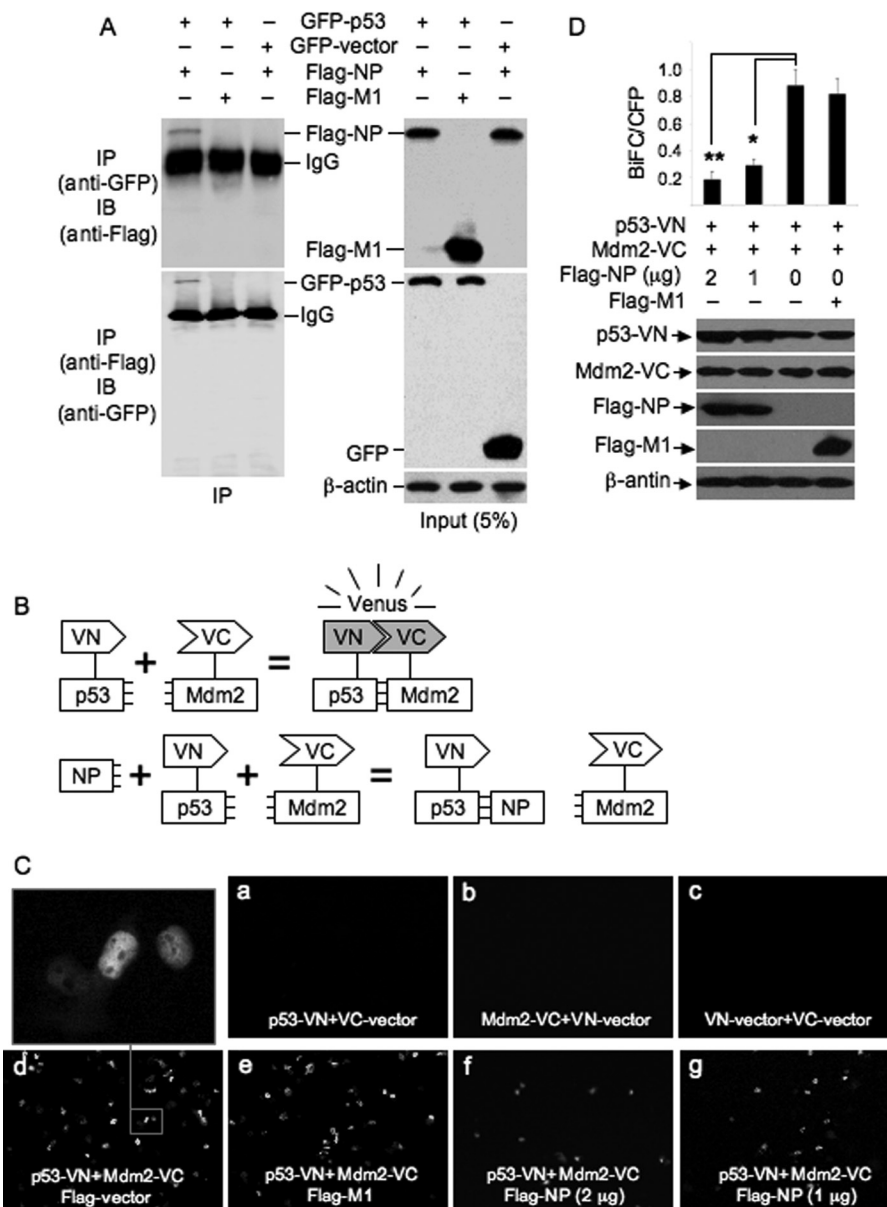 A
+ + – GFP-p53 + + –
– – + GFP-vector – – +
+ – + Flag-NP + – +
– + – Flag-M1 – + –
IP
(anti-GFP)
IB
(anti-Flag)
Flag-NP
IgG
Flag-M1
IP
(anti-Flag)
IB
(anti-GFP)
GFP-p53
IgG
GFP
β-actin
IP
Input (5%)
D
BiFC/CFP
1.0
0.8
0.6
0.4
0.2
** *
p53-VN + + + +
Mdm2-VC + + + +
Flag-NP (µg) 2 1 0 0
Flag-M1 – – – +
p53-VN
Mdm2-VC
Flag-NP
Flag-M1
β-antin
B
Venus
VN + VC = VN VC
p53 Mdm2 p53 Mdm2
NP + VN + VC = VN VC
p53 Mdm2 p53 NP Mdm2
C
a
p53-VN+VC-vector
b
Mdm2-VC+VN-vector
c
VN-vector+VC-vector
d
p53-VN+Mdm2-VC
Flag-vector
e
p53-VN+Mdm2-VC
Flag-M1
f
p53-VN+Mdm2-VC
Flag-NP (2 µg)
g
p53-VN+Mdm2-VC
Flag-NP (1 µg)